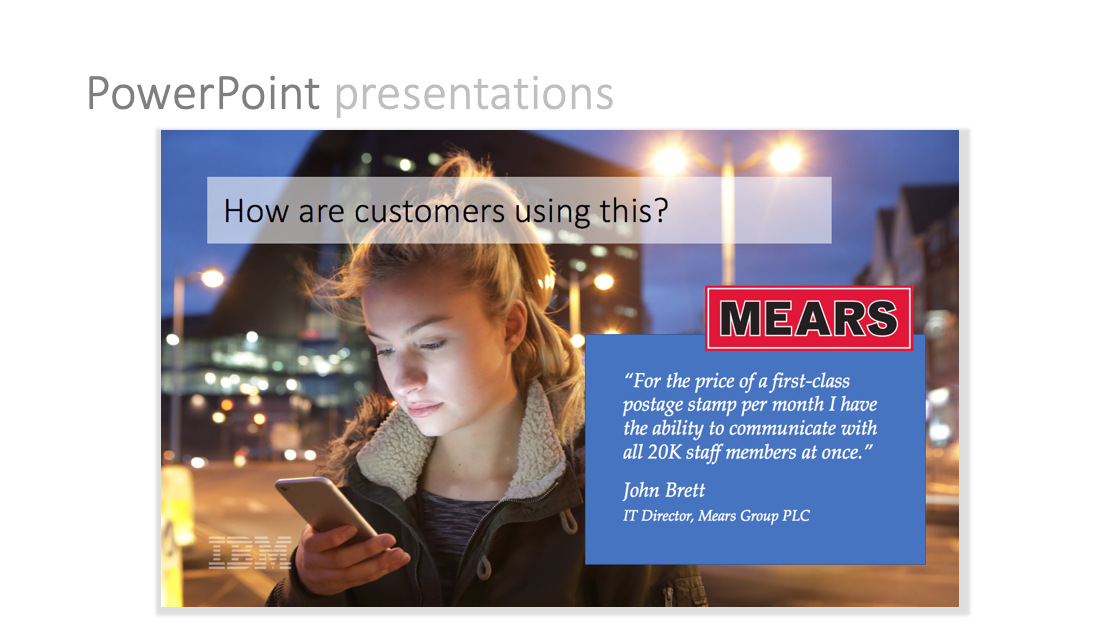 PowerPoint presentations
How are customers using this?
MEARS
“For the price of a first-class
postage stamp per month I have
the ability to communicate with
all 20K staff members at once.”
John Brett
IT Director, Mears Group PLC
IBM